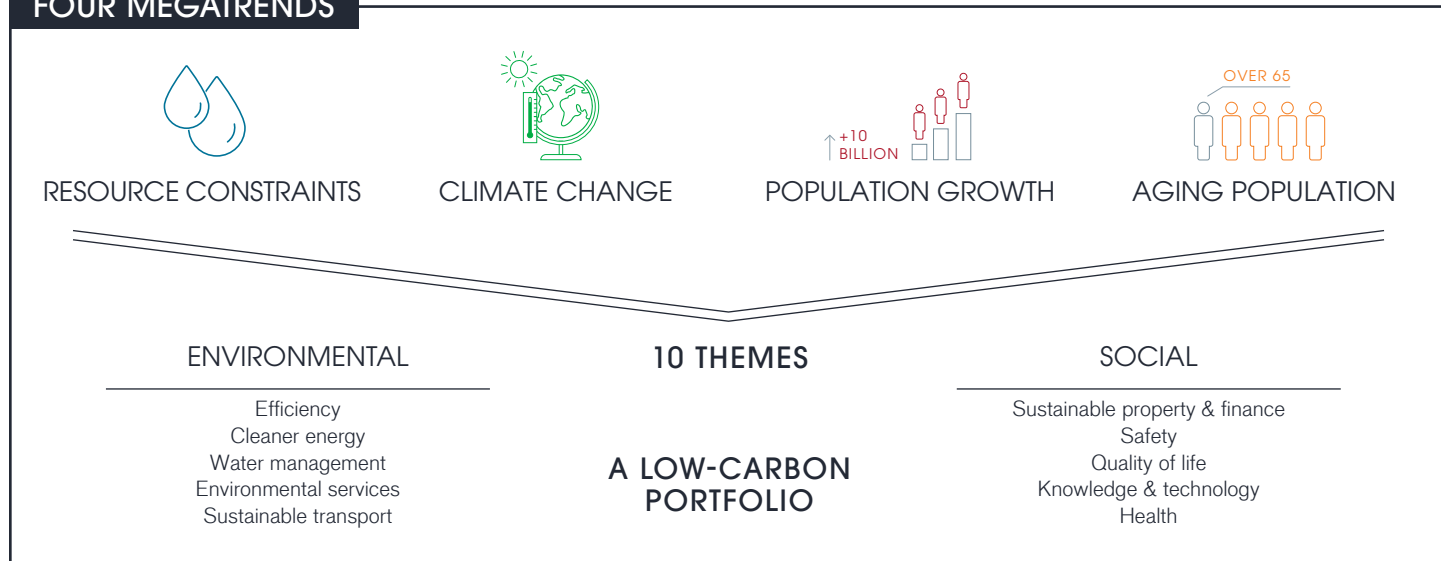 FOUR MEGATRENDS
OVER 65
+10
BILLION
RESOURCE CONSTRAINTS
CLIMATE CHANGE
POPULATION GROWTH
AGING POPULATION
ENVIRONMENTAL
Efficiency
Cleaner energy
Water management
Environmental services
Sustainable transport
10 THEMES
A LOW-CARBON
PORTFOLIO
SOCIAL
Sustainable property & finance
Safety
Quality of life
Knowledge & technology
Health